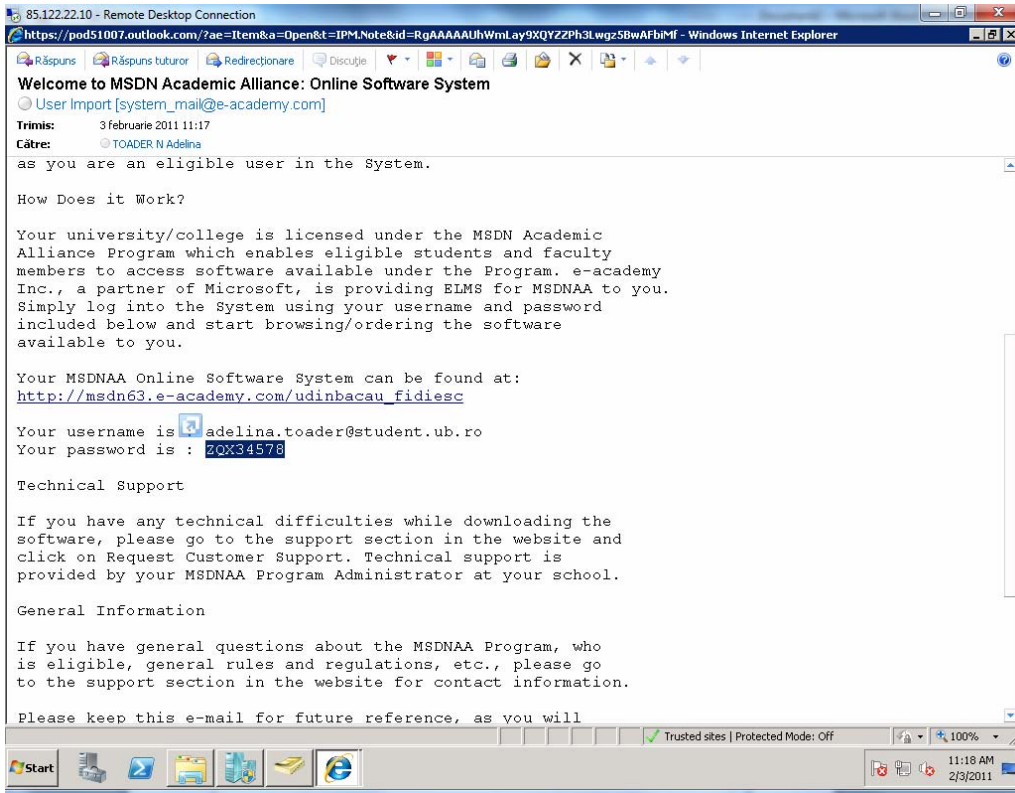 85.122.22.10 - Remote Desktop Connection
https://pod51007.outlook.com/?ae=Item&a=Open&t=IPM.Note&id=RgAAAAAUhWmLay9XQYZZPh3Lwgz5BwAFbiMf - Windows Internet Explorer
Răspuns Răspuns tuturor Redirecționare Discuție
Welcome to MSDN Academic Alliance: Online Software System
User Import [system_mail@e-academy.com]
Trimis: 3 februarie 2011 11:17
Către: TOADER N Adelina
as you are an eligible user in the System.
How Does it Work?
Your university/college is licensed under the MSDN Academic
Alliance Program which enables eligible students and faculty
members to access software available under the Program. e-academy
Inc., a partner of Microsoft, is providing ELMS for MSDNAA to you.
Simply log into the System using your username and password
included below and start browsing/ordering the software
available to you.
Your MSDNAA Online Software System can be found at:
http://msdn63.e-academy.com/udinbacau_fidiesc
Your username is adelina.toader@student.ub.ro
Your password is : ZQX34578
Technical Support
If you have any technical difficulties while downloading the
software, please go to the support section in the website and
click on Request Customer Support. Technical support is
provided by your MSDNAA Program Administrator at your school.
General Information
If you have general questions about the MSDNAA Program, who
is eligible, general rules and regulations, etc., please go
to the support section in the website for contact information.
Please keep this e-mail for future reference, as you will
Trusted sites | Protected Mode: Off 100%
Start
11:18 AM
2/3/2011